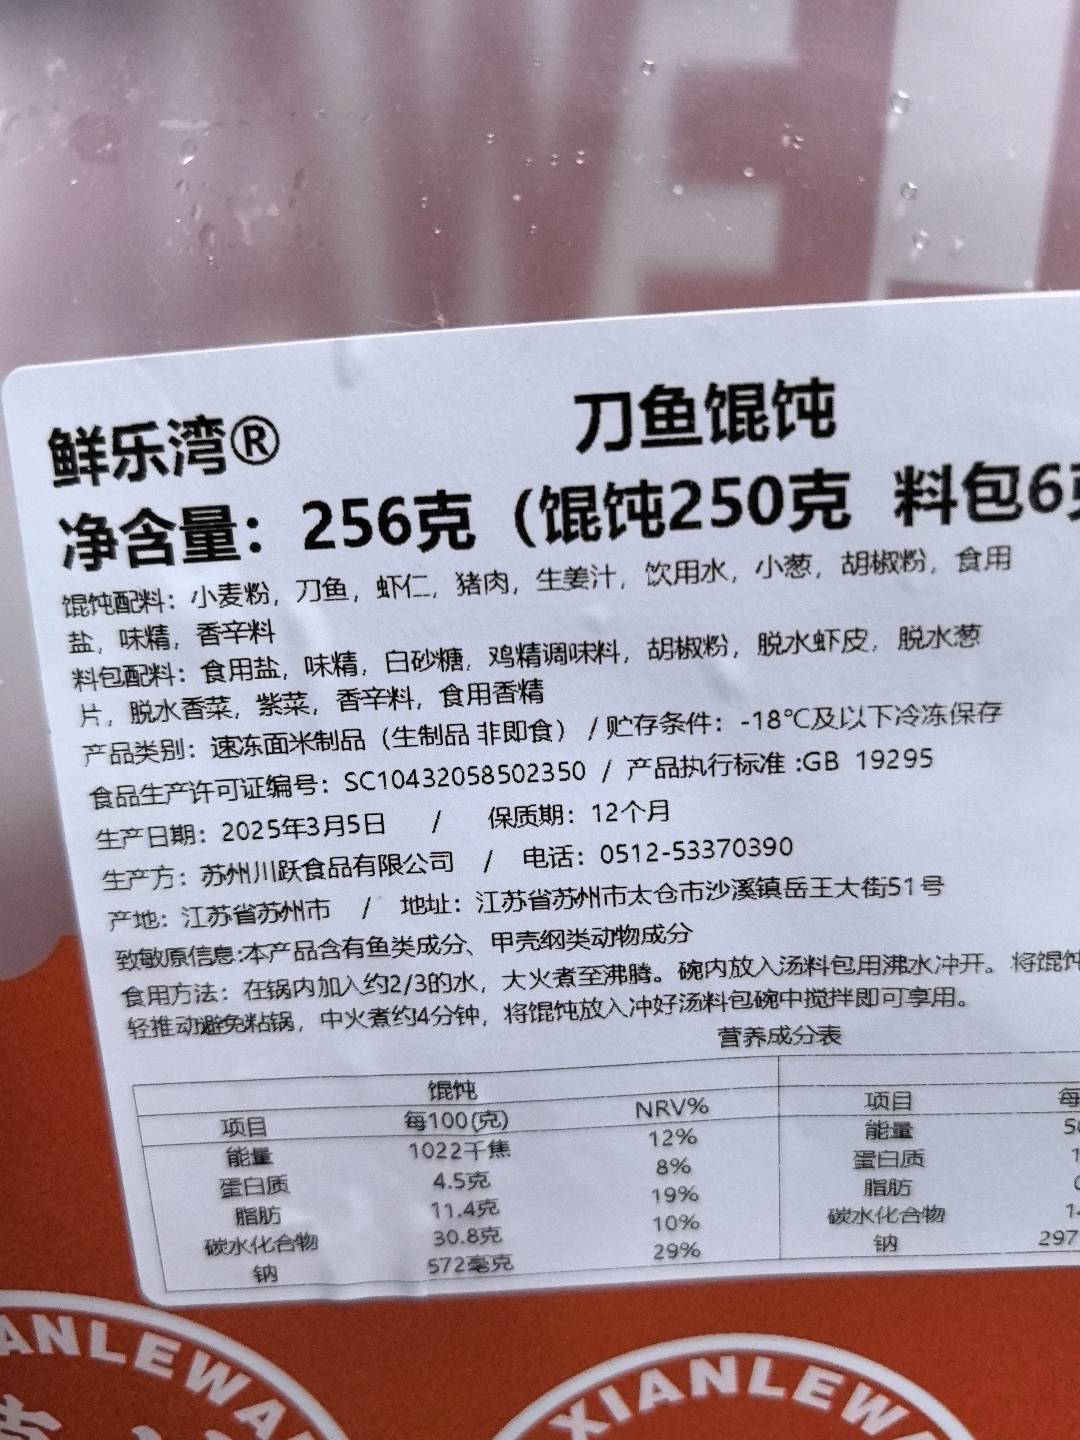 鲜乐湾® 刀鱼馄饨
净含量：256克（馄饨250克 料包6克
馄饨配料：小麦粉，刀鱼，虾仁，猪肉，生姜汁，饮用水，小葱，胡椒粉，食用
盐，味精，香辛料
料包配料：食用盐，味精，白砂糖，鸡精调味料，胡椒粉，脱水虾皮，脱水葱
片，脱水香菜，紫菜，香辛料，食用香精
产品类别：速冻面米制品（生制品 非即食） / 贮存条件：-18℃及以下冷冻保存
食品生产许可证编号：SC10432058502350 / 产品执行标准:GB 19295
生产日期：2025年3月5日 / 保质期：12个月
生产方：苏州川跃食品有限公司 / 电话：0512-53370390
产地：江苏省苏州市 / 地址：江苏省苏州市太仓市沙溪镇岳王大街51号
致敏原信息:本产品含有鱼类成分、甲壳纲类动物成分
食用方法：在锅内加入约2/3的水，大火煮至沸腾。碗内放入汤料包用沸水冲开。将馄饨
轻推动避免粘锅，中火煮约4分钟，将馄饨放入冲好汤料包碗中搅拌即可享用。
营养成分表
馄饨
项目 每100(克) NRV% 项目 每
能量 1022千焦 12% 能量
蛋白质 4.5克 8% 蛋白质
脂肪 11.4克 19% 脂肪
碳水化合物 30.8克 10% 碳水化合物
钠 572毫克 29% 钠 297
ANLEWA
XIANLEW